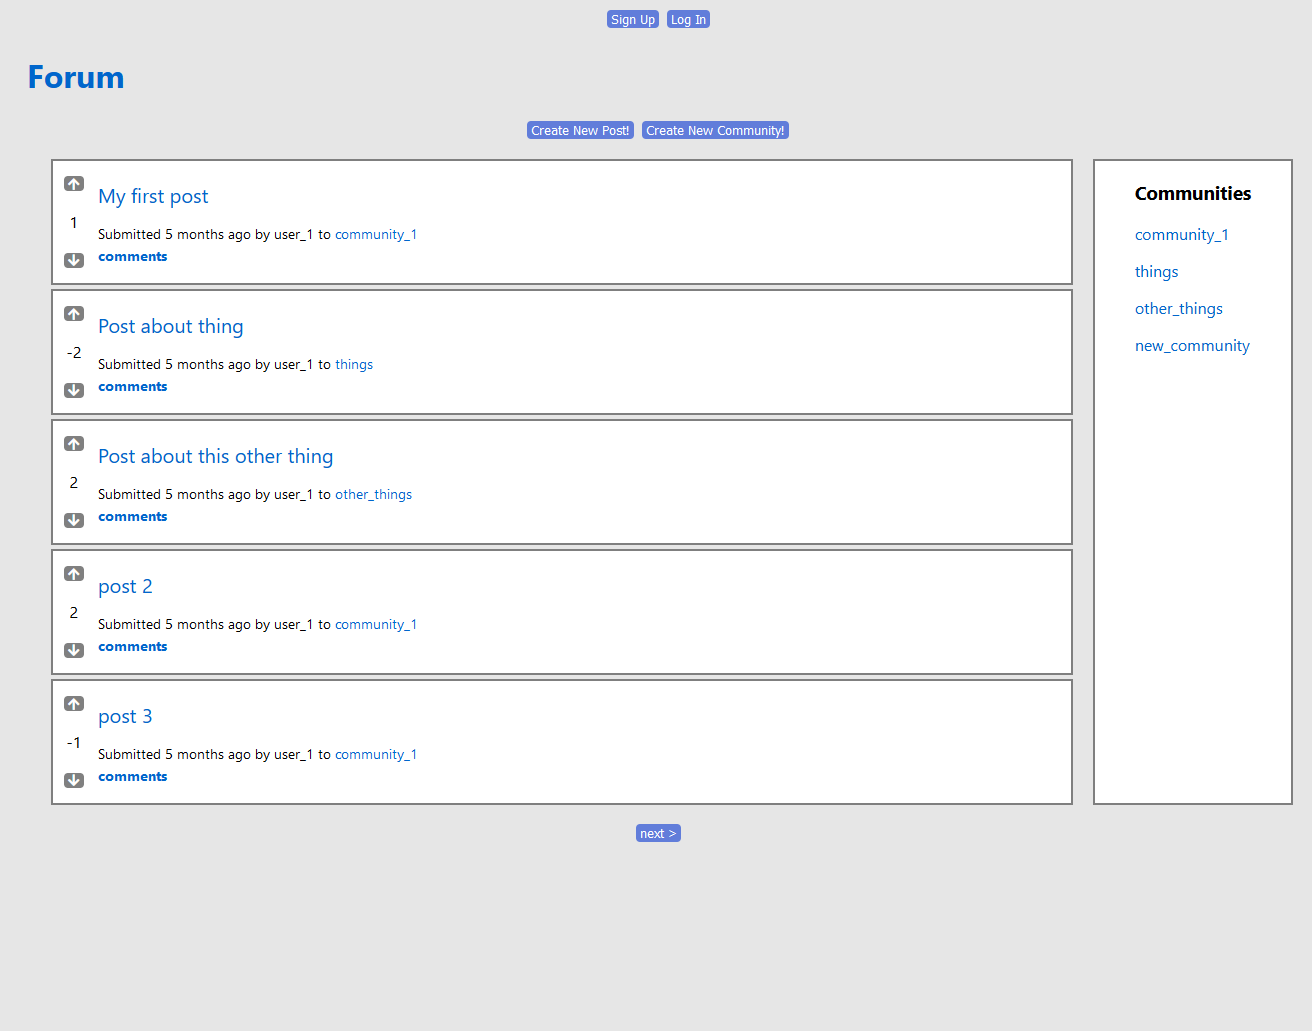 Sign Up Log In
Forum
Create New Post! Create New Community!
My first post
1
Submitted 5 months ago by user_1 to community_1
comments
Post about thing
-2
Submitted 5 months ago by user_1 to things
comments
Post about this other thing
2
Submitted 5 months ago by user_1 to other_things
comments
post 2
2
Submitted 5 months ago by user_1 to community_1
comments
post 3
-1
Submitted 5 months ago by user_1 to community_1
comments
Communities
community_1
things
other_things
new_community
next >